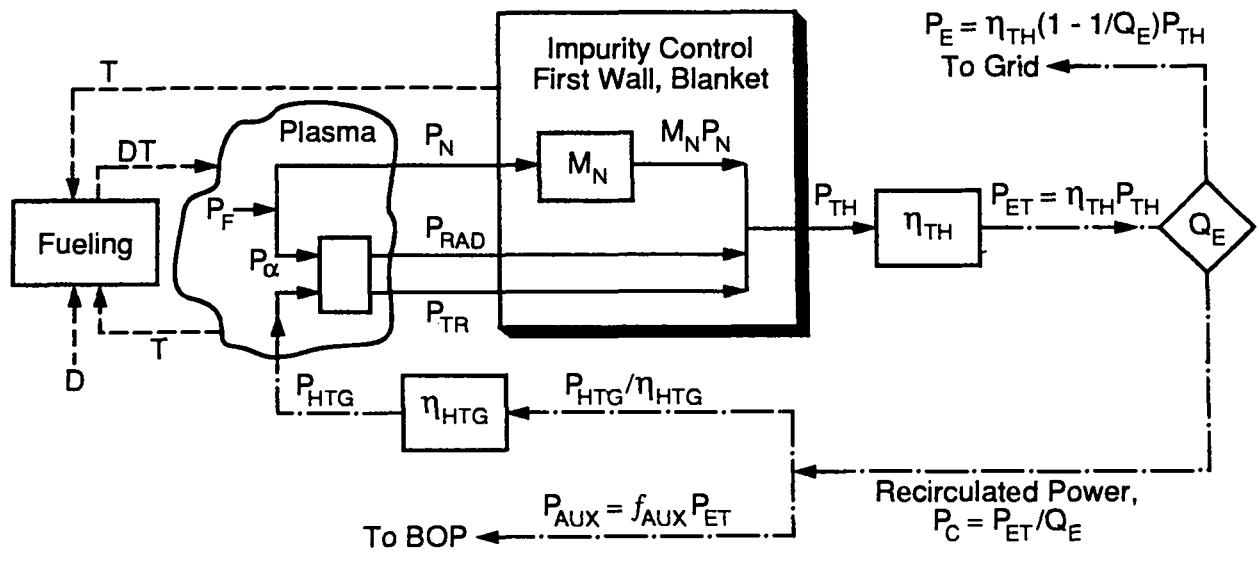 P_E = η_TH(1 - 1/Q_E)P_TH
To Grid
Impurity Control
First Wall, Blanket
T
Plasma
DT
P_N
M_N
M_NP_N
P_F
Fueling
P_α
P_RAD
P_TR
P_TH
η_TH
P_ET = η_THP_TH
Q_E
T
D
P_HTG
η_HTG
P_HTG/η_HTG
Recirculated Power,
P_C = P_ET/Q_E
P_AUX = f_AUX P_ET
To BOP